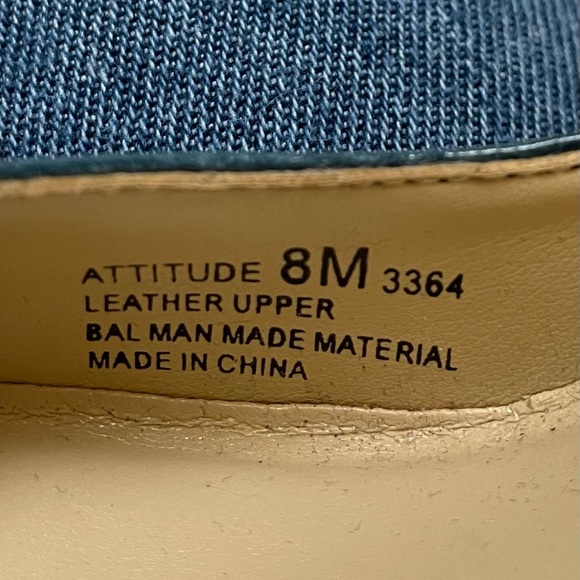 ATTITUDE 8M 3364
LEATHER UPPER
BAL MAN MADE MATERIAL
MADE IN CHINA